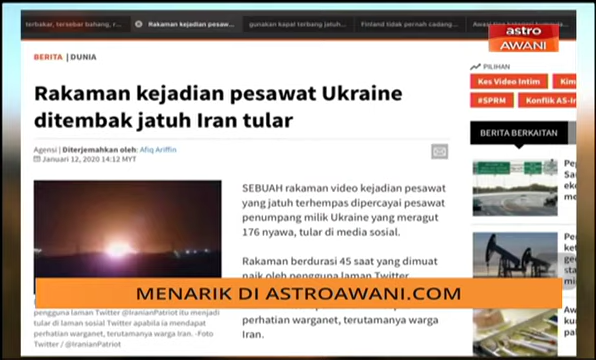 terbakar, tersebar bahang, r...
Rakaman kejadian pesaw...
gunakan kapal terbang jatuh...
Finland tidak pernah cadang...
astro
AWANI
BERITA | DUNIA
Rakaman kejadian pesawat Ukraine
ditembak jatuh Iran tular
Agensi | Diterjemahkan oleh: Afiq Ariffin
Januari 12, 2020 14:12 MYT
SEBUAH rakaman video kejadian pesawat
yang jatuh terhempas dipercayai pesawat
penumpang milik Ukraine yang meragut
176 nyawa, tular di media sosial.
Rakaman berdurasi 45 saat yang dimuat
naik oleh pengguna laman Twitter
perhatian warganet, terutamanya warga
Iran.
pengguna laman Twitter @IranianPatriot itu menjadi
tular di laman sosial Twitter apabila ia mendapat
perhatian warganet, terutamanya warga Iran. -Foto
Twitter / @IranianPatriot
PILIHAN
Kes Video Intim
Kim
#SPRM
Konflik AS-Ir
BERITA BERKAITAN
MENARIK DI ASTROAWANI.COM